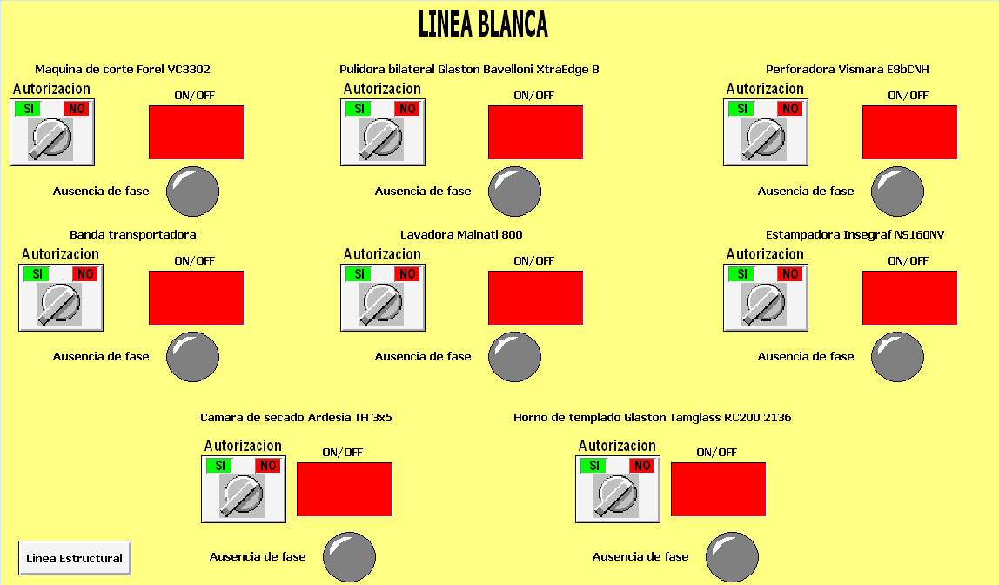 LINEA BLANCA
Maquina de corte Forel VC3302
Autorizacion
SI NO
ON/OFF
Ausencia de fase
Pulidora bilateral Glaston Bavelloni XtraEdge 8
Autorizacion
SI NO
ON/OFF
Ausencia de fase
Perforadora Vismara E8bCNH
Autorizacion
SI NO
ON/OFF
Ausencia de fase
Banda transportadora
Autorizacion
SI NO
ON/OFF
Ausencia de fase
Lavadora Malnati 800
Autorizacion
SI NO
ON/OFF
Ausencia de fase
Estampadora Insegraf NS160NV
Autorizacion
SI NO
ON/OFF
Ausencia de fase
Camara de secado Ardesia TH 3x5
Autorizacion
SI NO
ON/OFF
Ausencia de fase
Horno de templado Glaston Tamglass RC200 2136
Autorizacion
SI NO
ON/OFF
Ausencia de fase
Linea Estructural